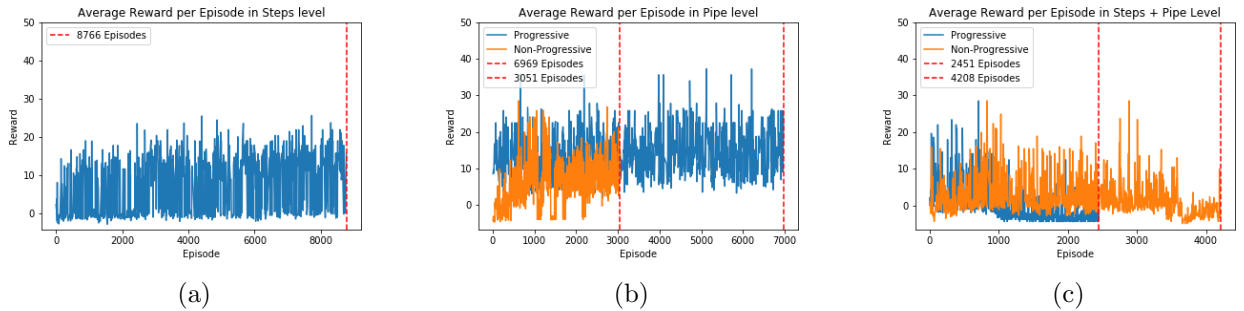 Average Reward per Episode in Steps level
50
40
30
20
10
0
Reward
8766 Episodes
0 2000 4000 6000 8000
Episode
(a)
Average Reward per Episode in Pipe level
50
40
30
20
10
0
Reward
Progressive
Non-Progressive
6969 Episodes
3051 Episodes
0 1000 2000 3000 4000 5000 6000 7000
Episode
(b)
Average Reward per Episode in Steps + Pipe Level
50
40
30
20
10
0
Reward
Progressive
Non-Progressive
2451 Episodes
4208 Episodes
0 1000 2000 3000 4000
Episode
(c)